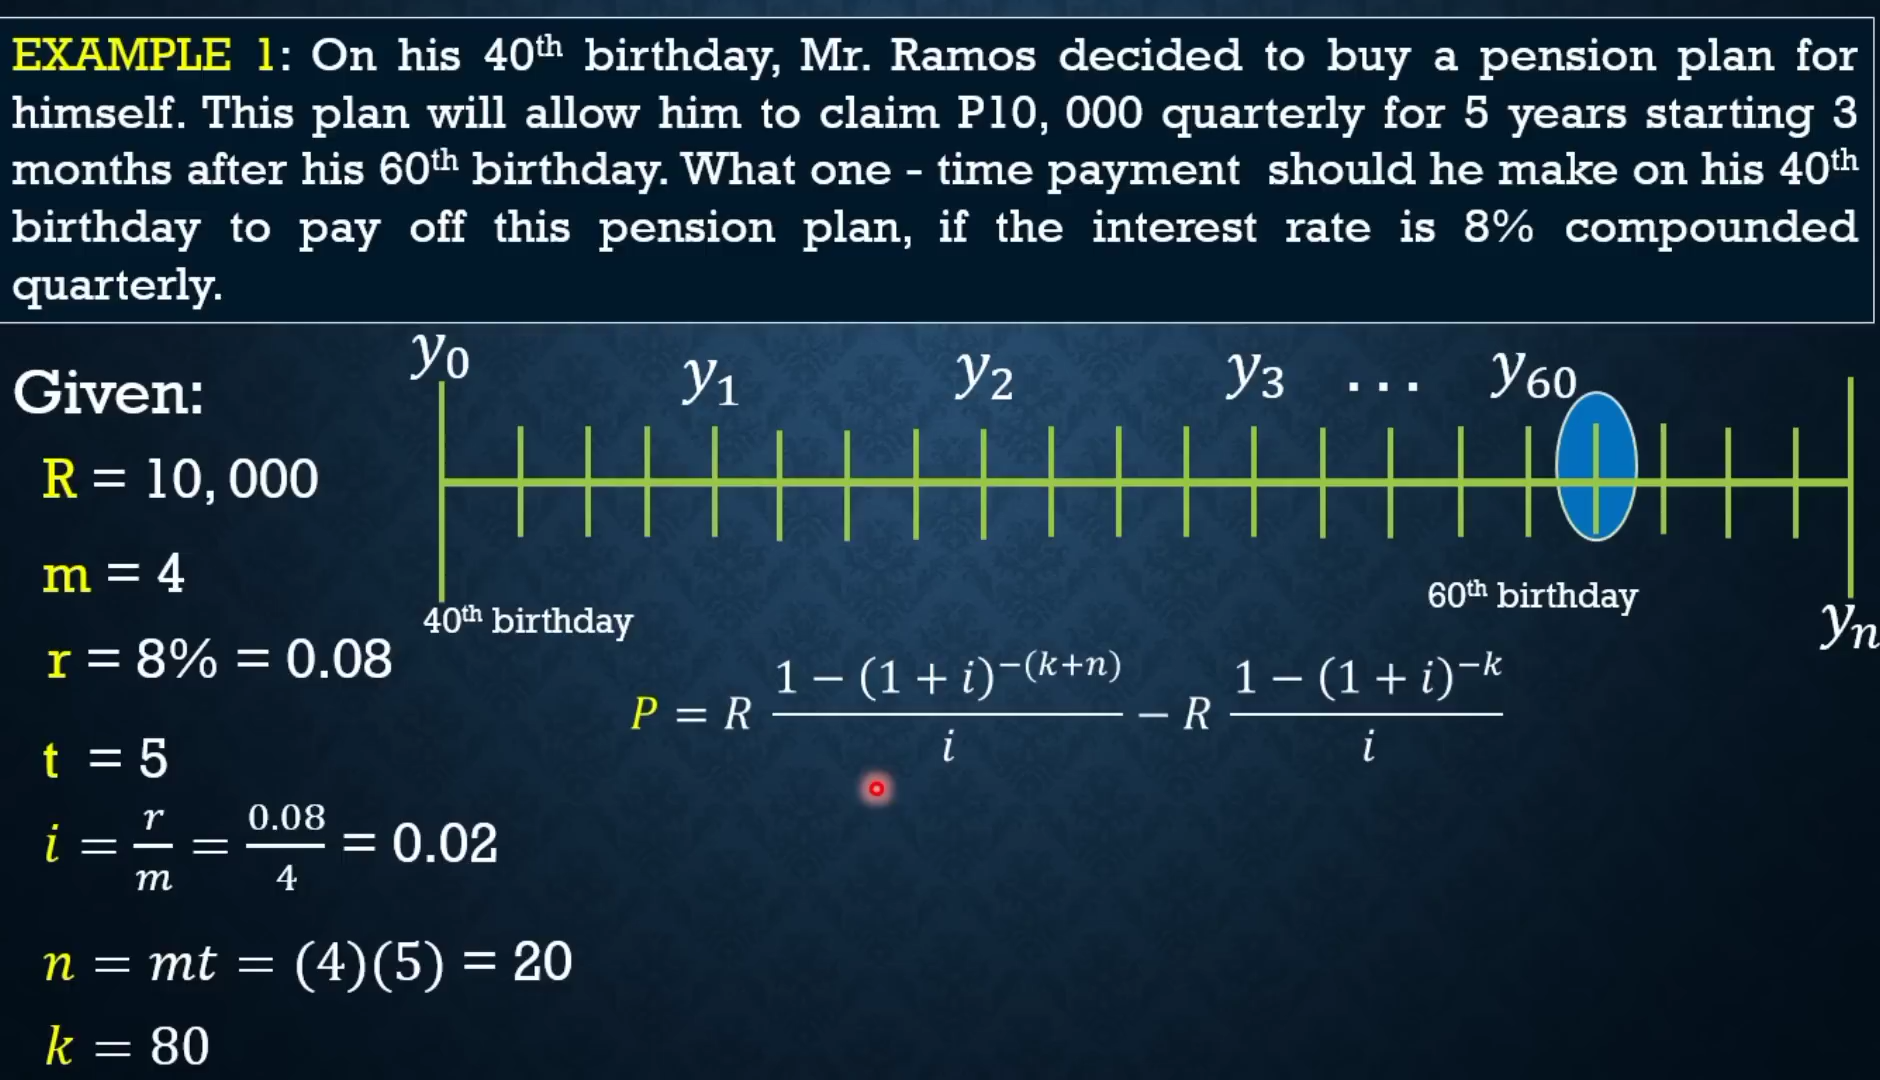 EXAMPLE 1: On his 40th birthday, Mr. Ramos decided to buy a pension plan for
himself. This plan will allow him to claim P10, 000 quarterly for 5 years starting 3
months after his 60th birthday. What one - time payment should he make on his 40th
birthday to pay off this pension plan, if the interest rate is 8% compounded
quarterly.
Given:
y₀ y₁ y₂ y₃ ... y₆₀
R = 10, 000
m = 4
40th birthday 60th birthday yₙ
r = 8% = 0.08
P = R (1 − (1 + i)^−(k+n))/i − R (1 − (1 + i)^−k)/i
t = 5
i = r/m = 0.08/4 = 0.02
n = mt = (4)(5) = 20
k = 80